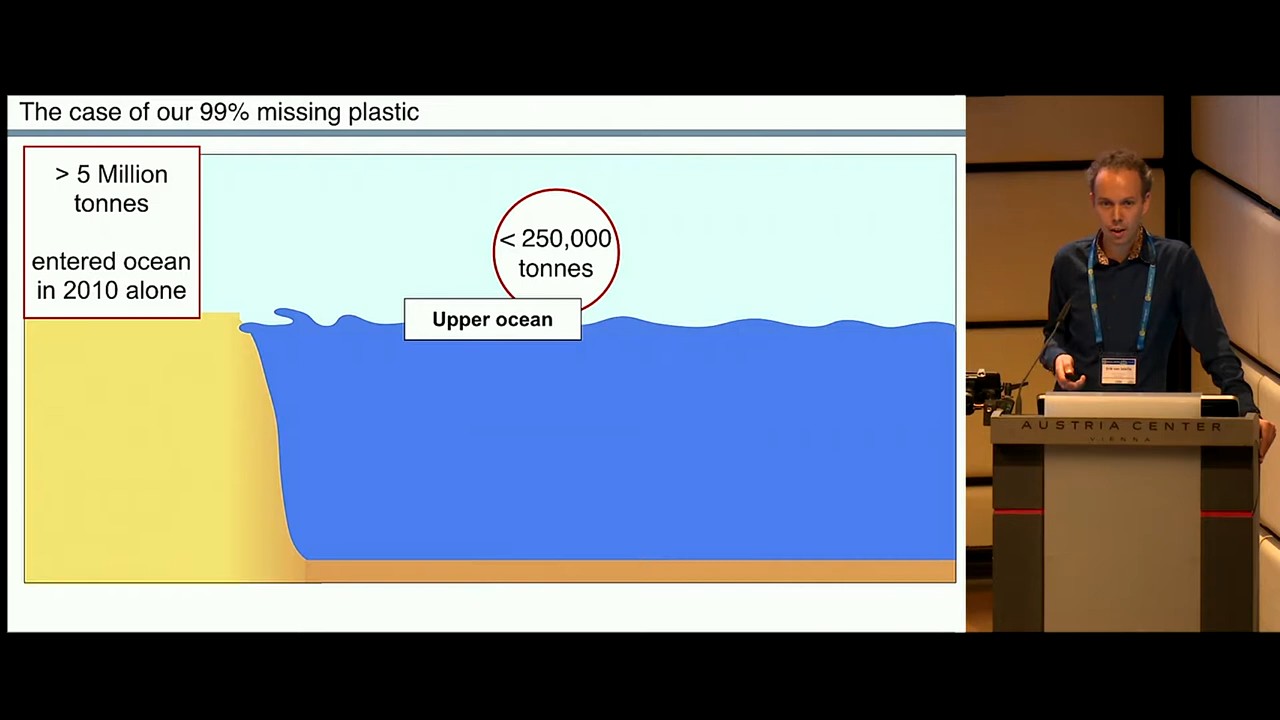 The case of our 99% missing plastic
> 5 Million
tonnes
entered ocean
in 2010 alone
< 250,000
tonnes
Upper ocean
AUSTRIA CENTER
VIENNA